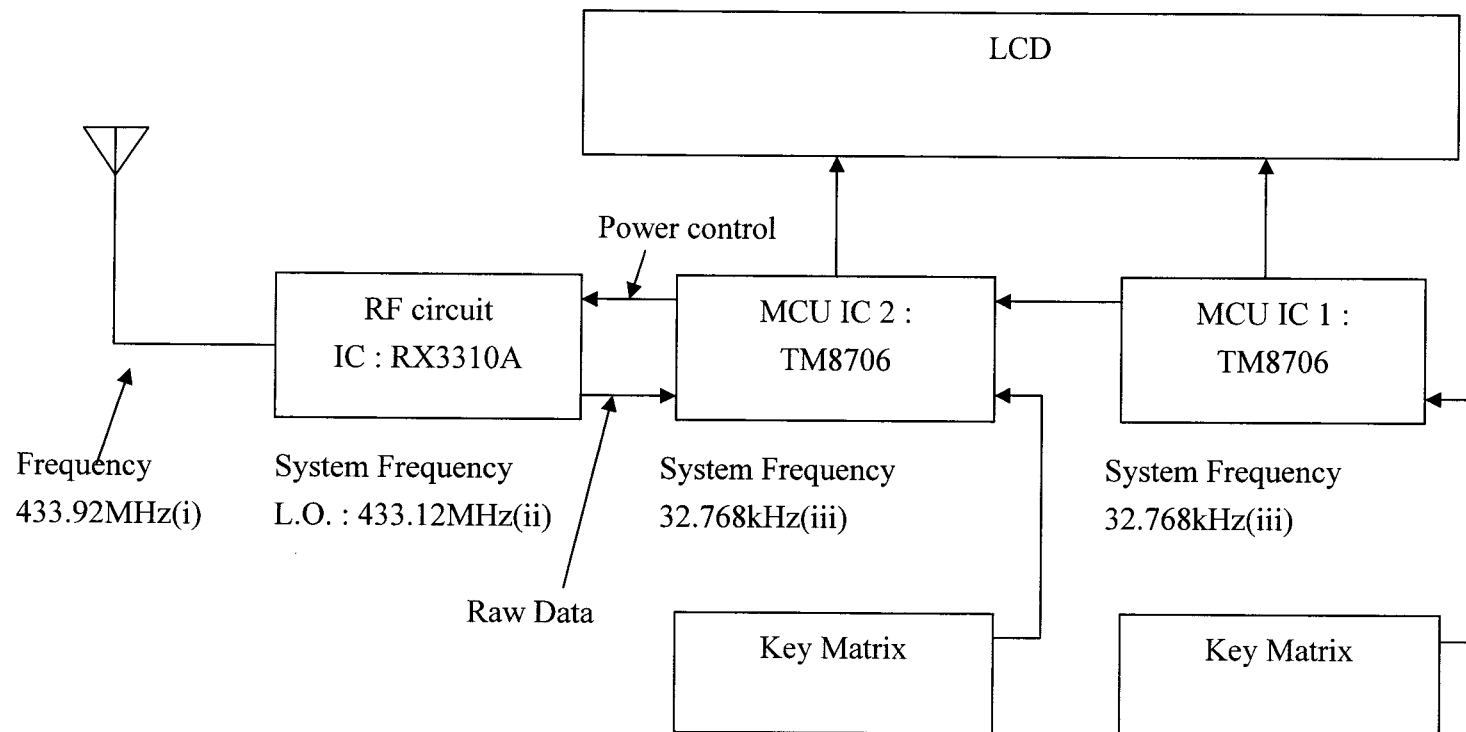 LCD
Power control
RF circuit
IC : RX3310A
MCU IC 2 :
TM8706
MCU IC 1 :
TM8706
Frequency
433.92MHz(i)
System Frequency
L.O. : 433.12MHz(ii)
System Frequency
32.768kHz(iii)
System Frequency
32.768kHz(iii)
Raw Data
Key Matrix
Key Matrix